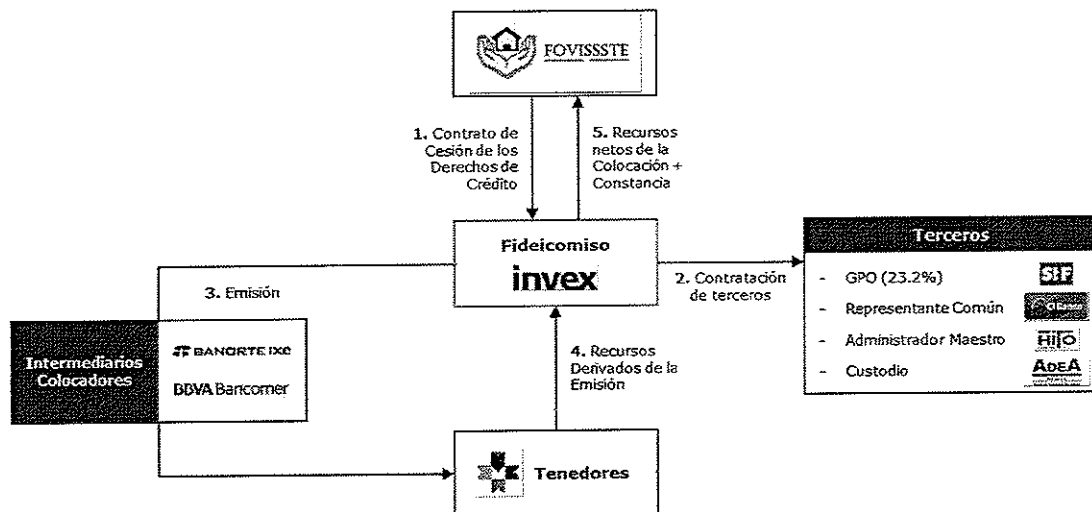 FOVISSSTE
1. Contrato de
Cesión de los
Derechos de
Crédito
5. Recursos
netos de la
Colocación +
Constancia
Fideicomiso
invex
2. Contratación
de terceros
Terceros
- GPO (23.2%)
SHF
- Representante Común
CIBanco
- Administrador Maestro
HiTO
- Custodio
ADEA
3. Emisión
Intermediarios
Colocadores
BANORTE IXE
BBVA Bancomer
4. Recursos
Derivados de la
Emisión
Tenedores